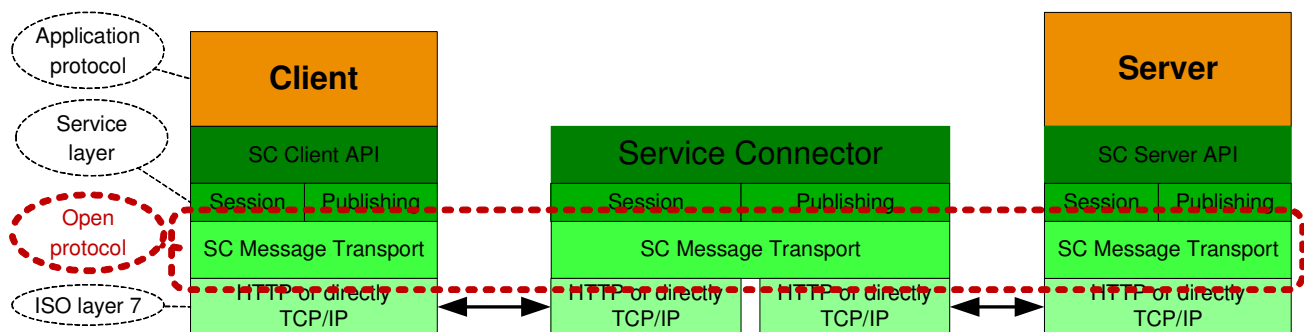 Application
protocol
Client
Server
Service
layer
SC Client API
Service Connector
SC Server API
Session
Publishing
Session
Publishing
Session
Publishing
Open
protocol
SC Message Transport
SC Message Transport
SC Message Transport
ISO layer 7
HTTP or directly
TCP/IP
HTTP or directly
TCP/IP
HTTP or directly
TCP/IP
HTTP or directly
TCP/IP